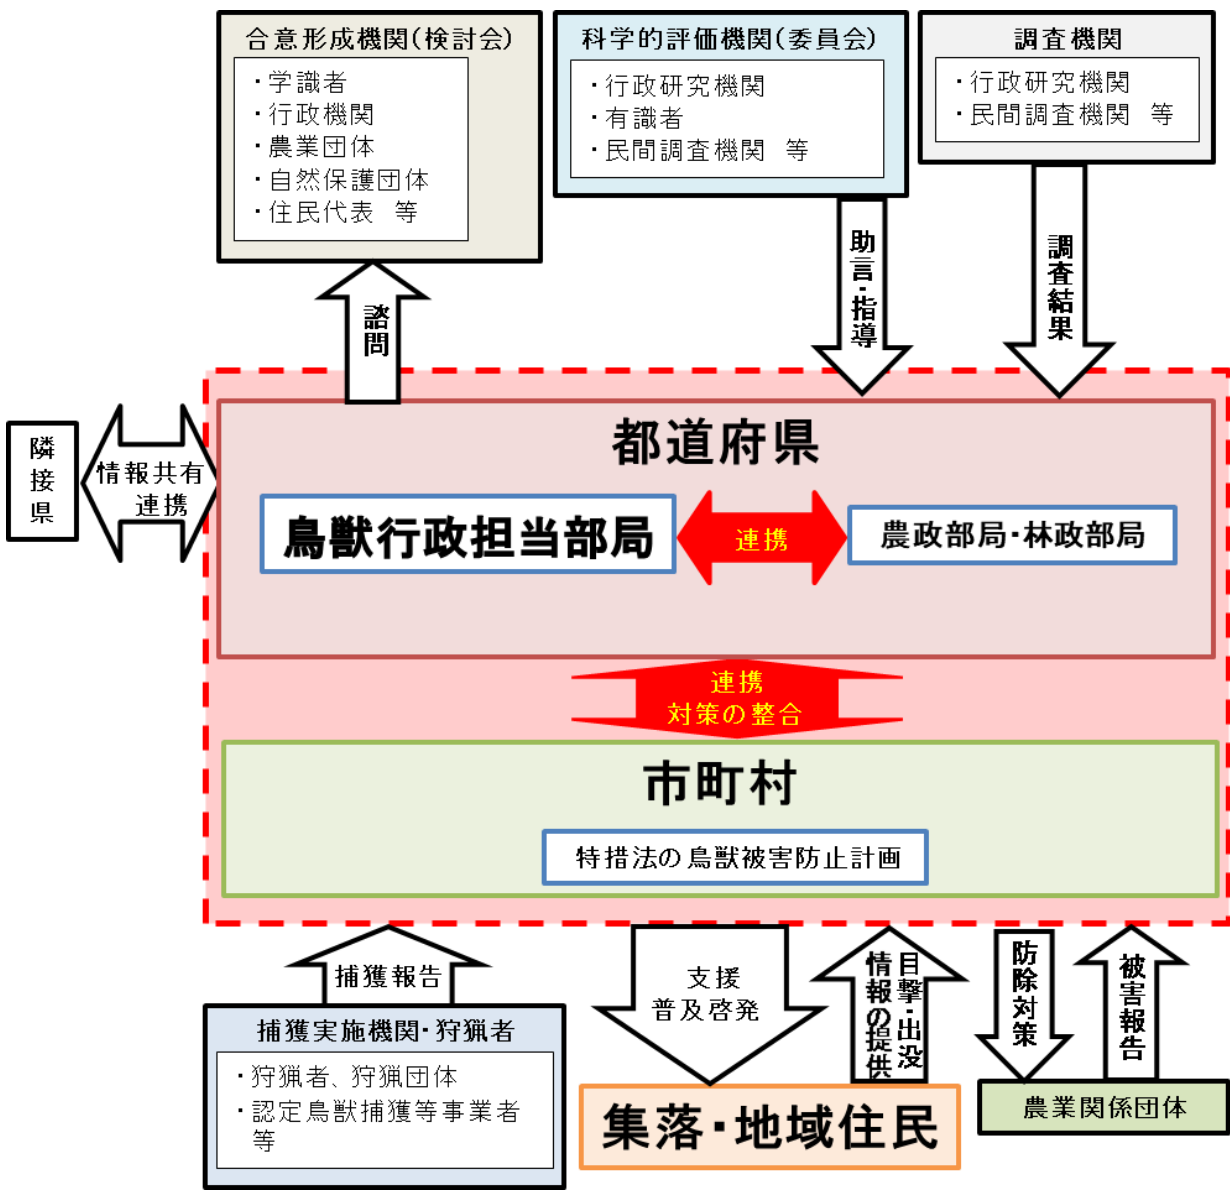 合意形成機関(検討会)
・学識者
・行政機関
・農業団体
・自然保護団体
・住民代表　等
科学的評価機関(委員会)
・行政研究機関
・有識者
・民間調査機関　等
調査機関
・行政研究機関
・民間調査機関　等
諮問
助言・指導
調査結果
隣接県
情報共有
連携
都道府県
鳥獣行政担当部局
連携
農政部局・林政部局
連携
対策の整合
市町村
特措法の鳥獣被害防止計画
捕獲報告
支援
普及啓発
目撃・出没
情報の提供
防除対策
被害報告
捕獲実施機関・狩猟者
・狩猟者、狩猟団体
・認定鳥獣捕獲等事業者
等
集落・地域住民
農業関係団体